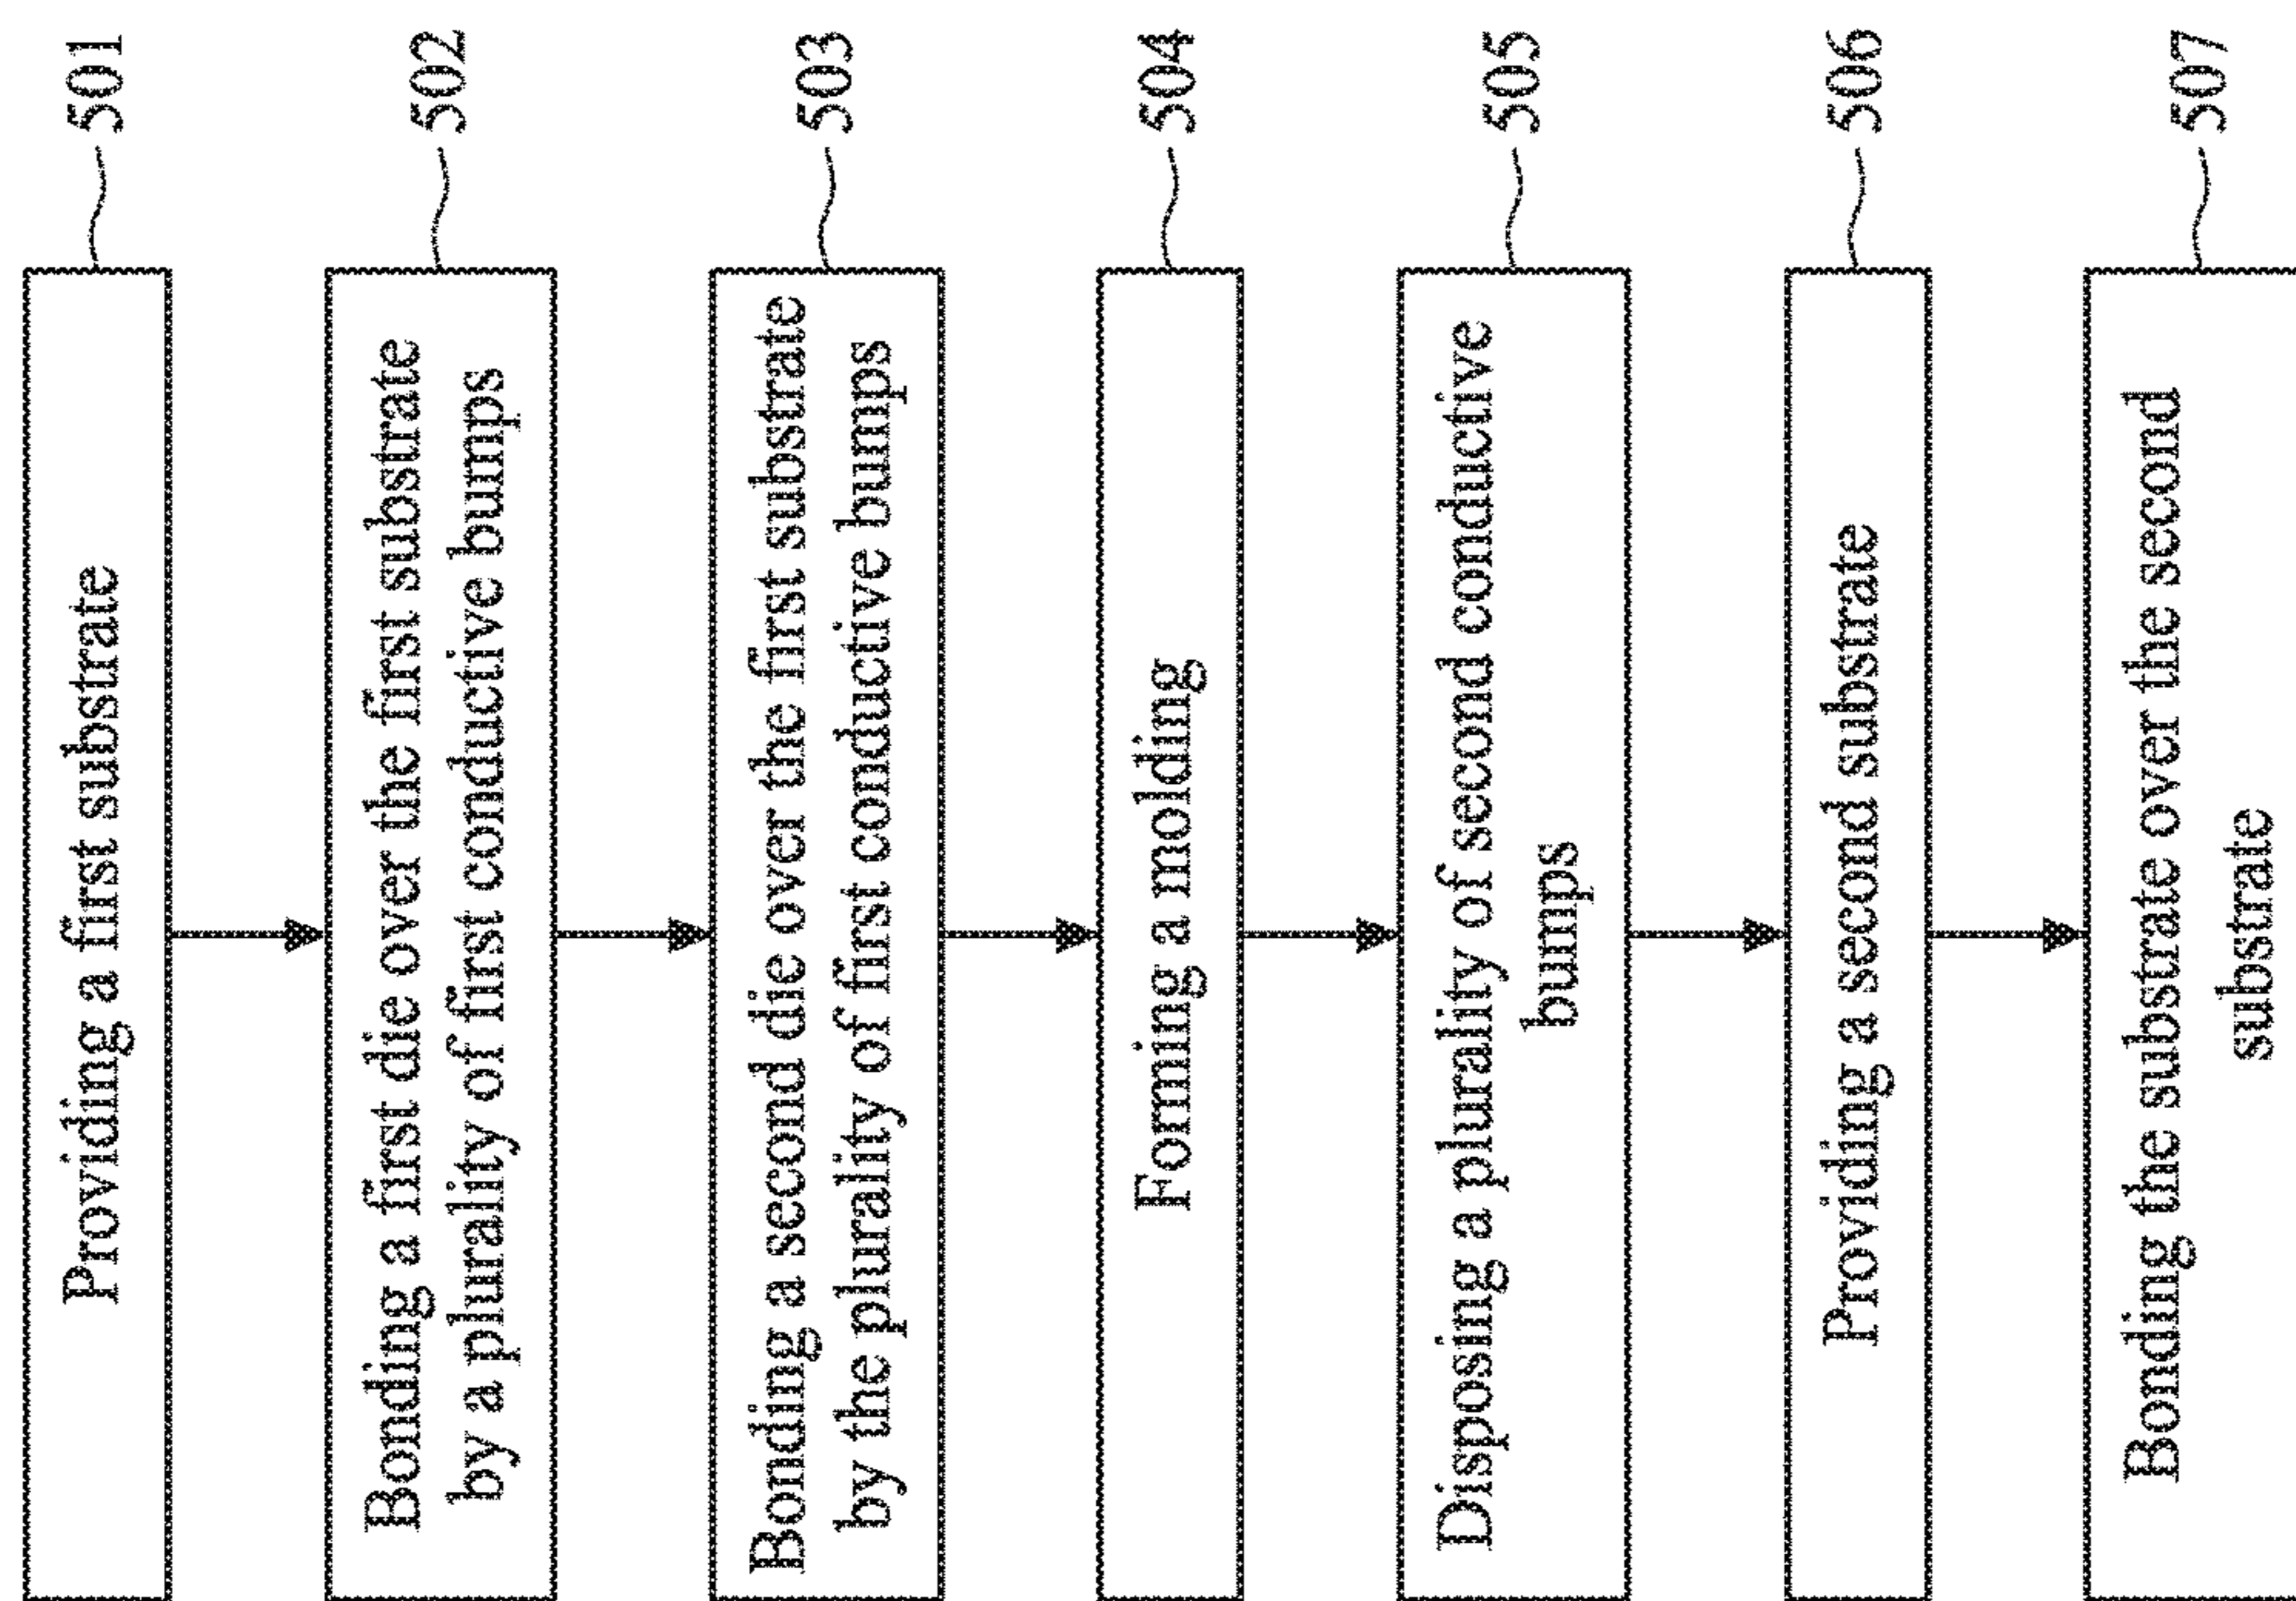 Providing a first substrate
501
Bonding a first die over the first substrate
by a plurality of first conductive bumps
502
Bonding a second die over the first substrate
by the plurality of first conductive bumps
503
Forming a molding
504
Disposing a plurality of second conductive
bumps
505
Providing a second substrate
506
Bonding the substrate over the second
substrate
507